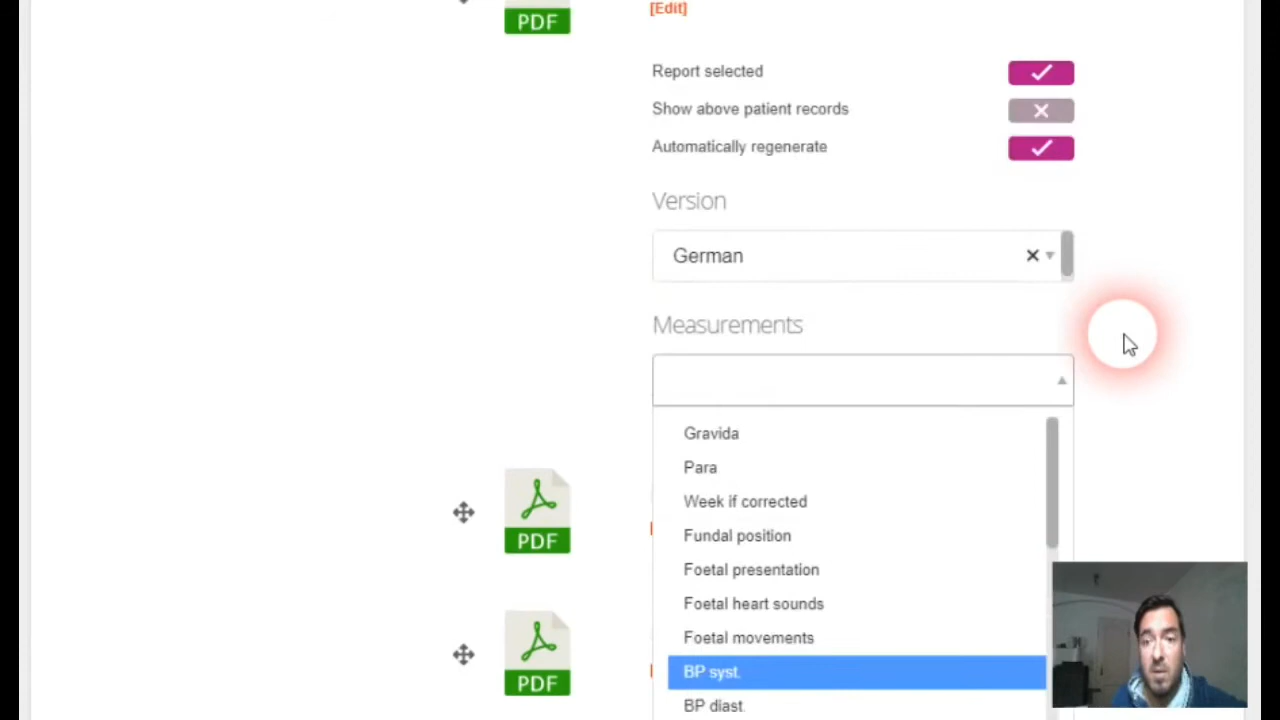 PDF
[Edit]
Report selected
Show above patient records
Automatically regenerate
Version
German
Measurements
Gravida
Para
Week if corrected
Fundal position
Foetal presentation
Foetal heart sounds
Foetal movements
BP syst.
BP diast.
PDF
PDF